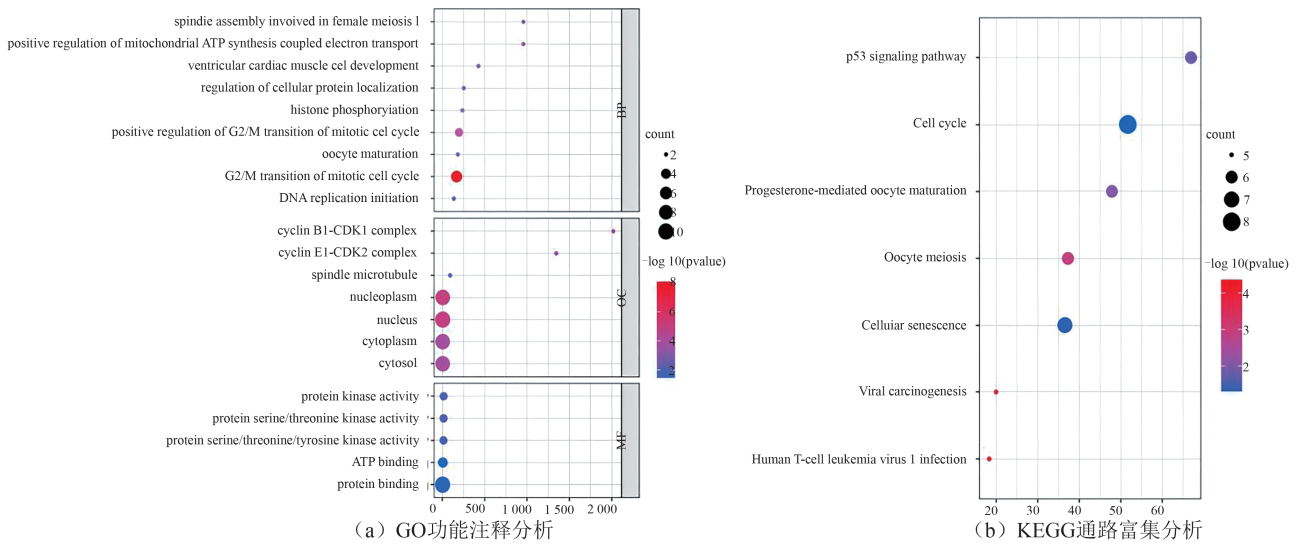 spindie assembly invoived in female meiosis l
positive regulation of mitochondrial ATP synthesis coupled electron transport
ventricular cardiac muscle cel development
regulation of cellular protein localization
histone phosphoryiation
positive regulation of G2/M transition of mitotic cel cycle
oocyte maturation
G2/M transition of mitotic cell cycle
DNA replication initiation
BP
cyclin B1-CDK1 complex
cyclin E1-CDK2 complex
spindle microtubule
nucleoplasm
nucleus
cytoplasm
cytosol
OC
protein kinase activity
protein serine/threonine kinase activity
protein serine/threonine/tyrosine kinase activity
ATP binding
protein binding
MF
0 500 1 000 1 500 2 000
count
2
4
6
8
10
−log 10(pvalue)
8
6
4
2
(a) GO功能注释分析
p53 signaling pathway
Cell cycle
Progesterone-mediated oocyte maturation
Oocyte meiosis
Celluiar senescence
Viral carcinogenesis
Human T-cell leukemia virus 1 infection
20 30 40 50 60
count
5
6
7
8
−log 10(pvalue)
4
3
2
(b) KEGG通路富集分析